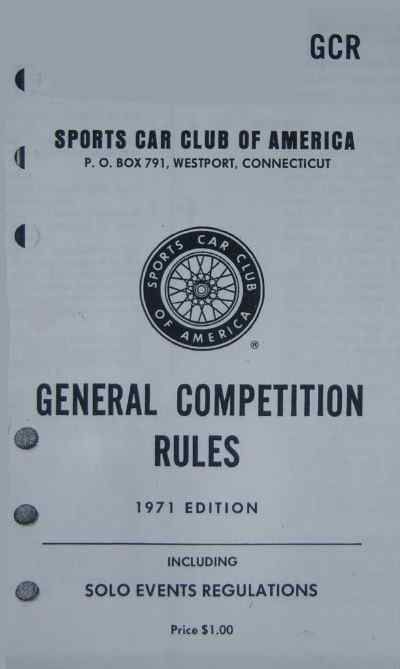 GCR
SPORTS CAR CLUB OF AMERICA
P. O. BOX 791, WESTPORT, CONNECTICUT
SPORTS CAR CLUB
OF AMERICA
®
GENERAL COMPETITION
RULES
1971 EDITION
INCLUDING
SOLO EVENTS REGULATIONS
Price $1.00